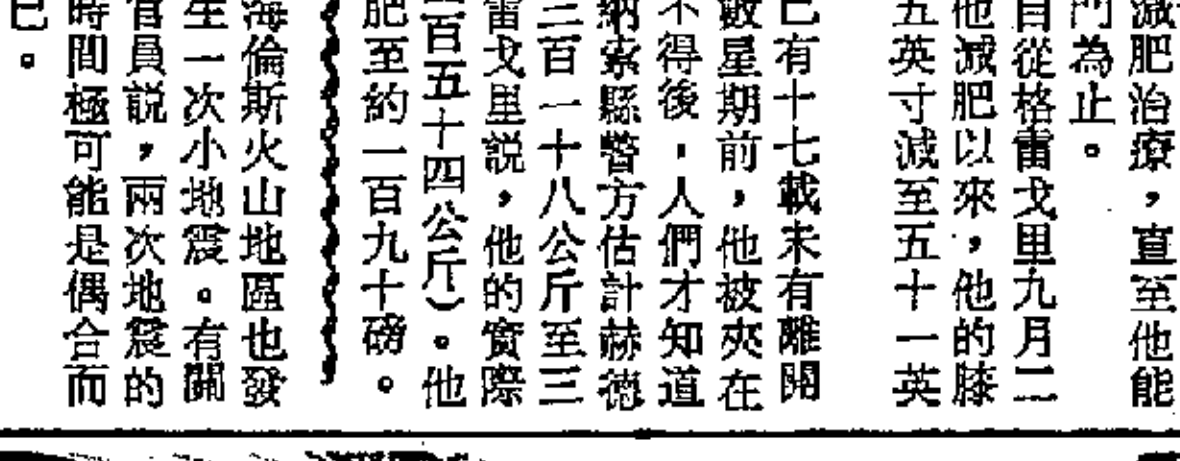 減肥治療，直至他能
門為止。
自從格雷戈里九月二
他減肥以來，他的膝
五英寸減至五十一英
已有十七載未有離開
數星期前，他被夾在
不得後，人們才知道
納索縣警方估計赫德
三百一十八公斤至三
雷戈里説，他的實際
百五十四公斤）。他
肥至約一百九十磅。
海倫斯火山地區也發
生一次小地震。有關
官員説，兩次地震的
時間極可能是偶合而
已。